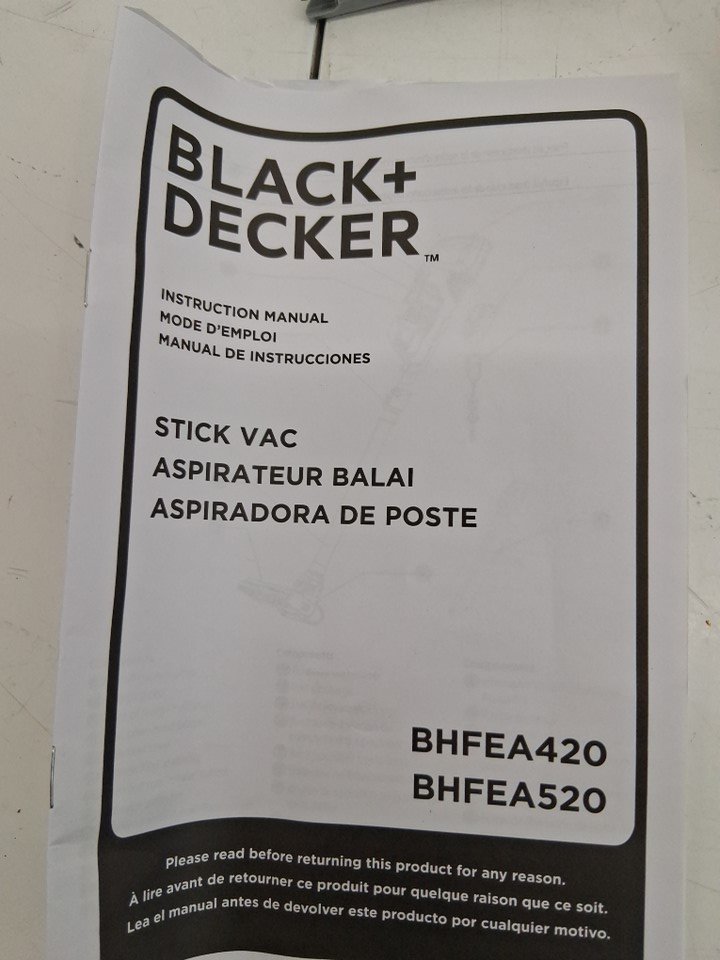 BLACK+
DECKER™
INSTRUCTION MANUAL
MODE D'EMPLOI
MANUAL DE INSTRUCCIONES
STICK VAC
ASPIRATEUR BALAI
ASPIRADORA DE POSTE
BHFEA420
BHFEA520
Please read before returning this product for any reason.
À lire avant de retourner ce produit pour quelque raison que ce soit.
Lea el manual antes de devolver este producto por cualquier motivo.